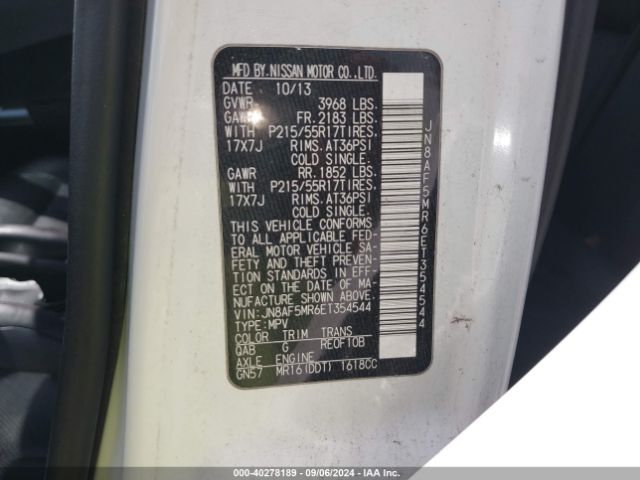 MFD BY.NISSAN MOTOR CO.,LTD.
DATE 10/13
GVWR 3968 LBS.
GAWR FR.2183 LBS.
WITH P215/55R17TIRES.
17X7J RIMS.AT36PSI
COLD SINGLE.
GAWR RR.1852 LBS.
WITH P215/55R17TIRES.
17X7J RIMS.AT36PSI
COLD SINGLE.
THIS VEHICLE CONFORMS
TO ALL APPLICABLE FED-
ERAL MOTOR VEHICLE SA-
FETY AND THEFT PREVEN-
TION STANDARDS IN EFF-
ECT ON THE DATE OF MA-
NUFACTURE SHOWN ABOVE.
VIN:JN8AF5MR6ET354544
TYPE:MPV
COLOR TRIM TRANS
QAB G RE0F10B
AXLE ENGINE
GN57 MR16(DDT) 1618CC
JN8AF5MR6ET354544
000-40278189 - 09/06/2024 - IAA Inc.